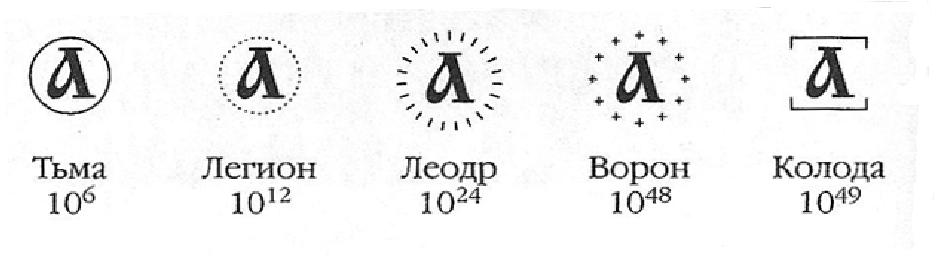 а а а а а
Тьма Легион Леодр Ворон Колода
10⁶ 10¹² 10²⁴ 10⁴⁸ 10⁴⁹